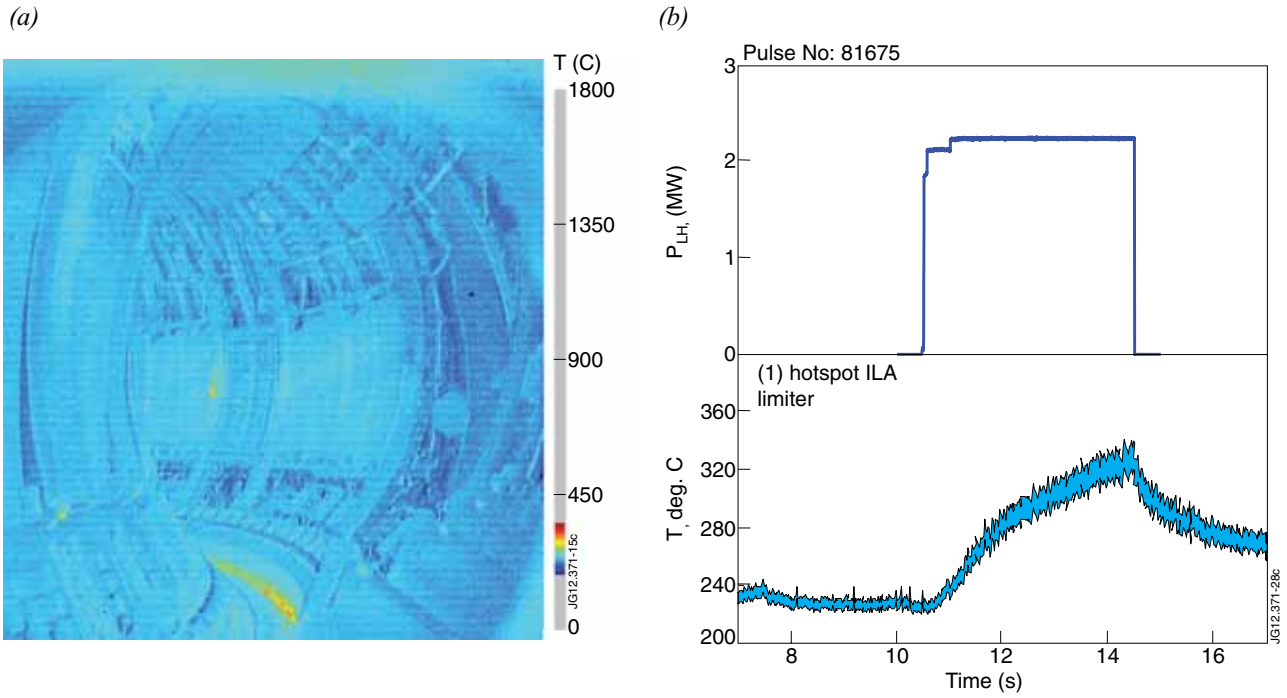 (a)
T (C)
1800
1350
900
450
0
JG12.371-15c
(b)
Pulse No: 81675
3
2
1
0
P_LH, (MW)
(1) hotspot ILA
limiter
360
320
280
240
200
T, deg. C
8 10 12 14 16
Time (s)
JG12.371-28c